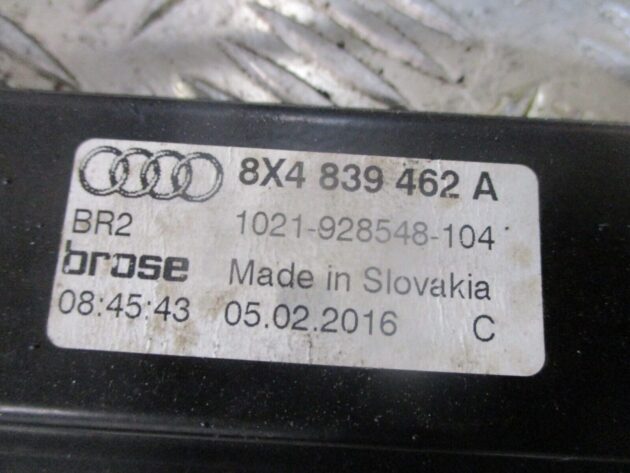 8X4 839 462 A
BR2 1021-928548-104
brose Made in Slovakia
08:45:43 05.02.2016 C